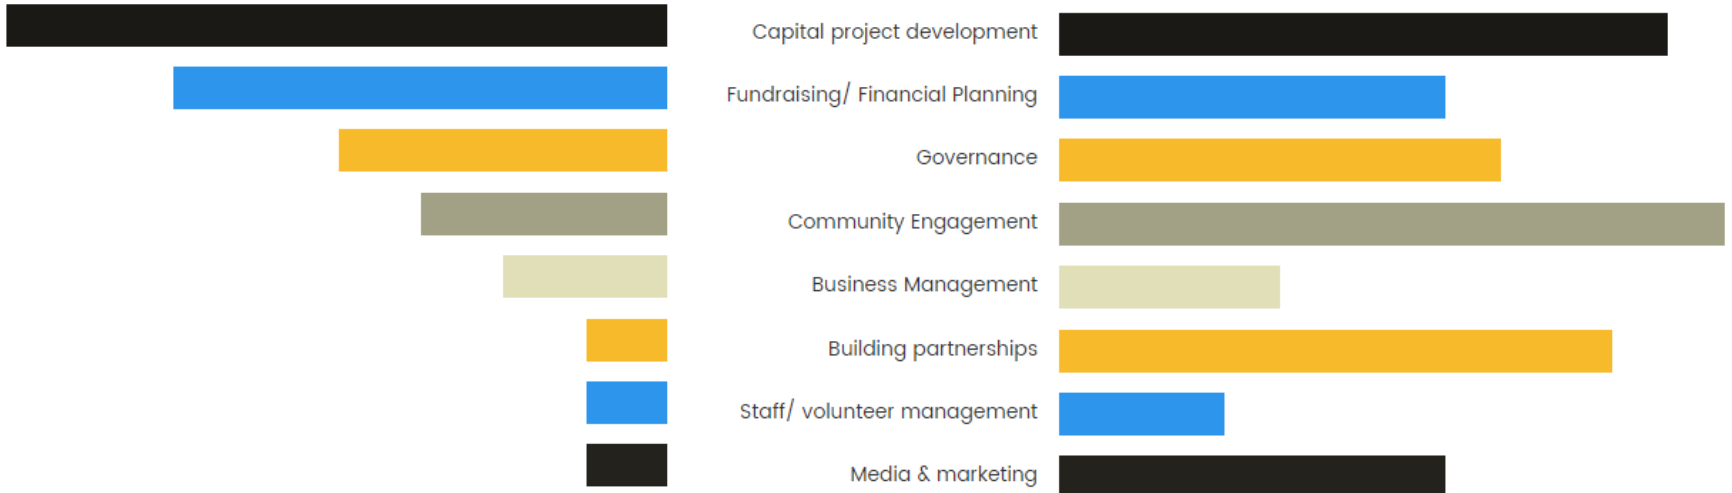 Capital project development
Fundraising/ Financial Planning
Governance
Community Engagement
Business Management
Building partnerships
Staff/ volunteer management
Media & marketing